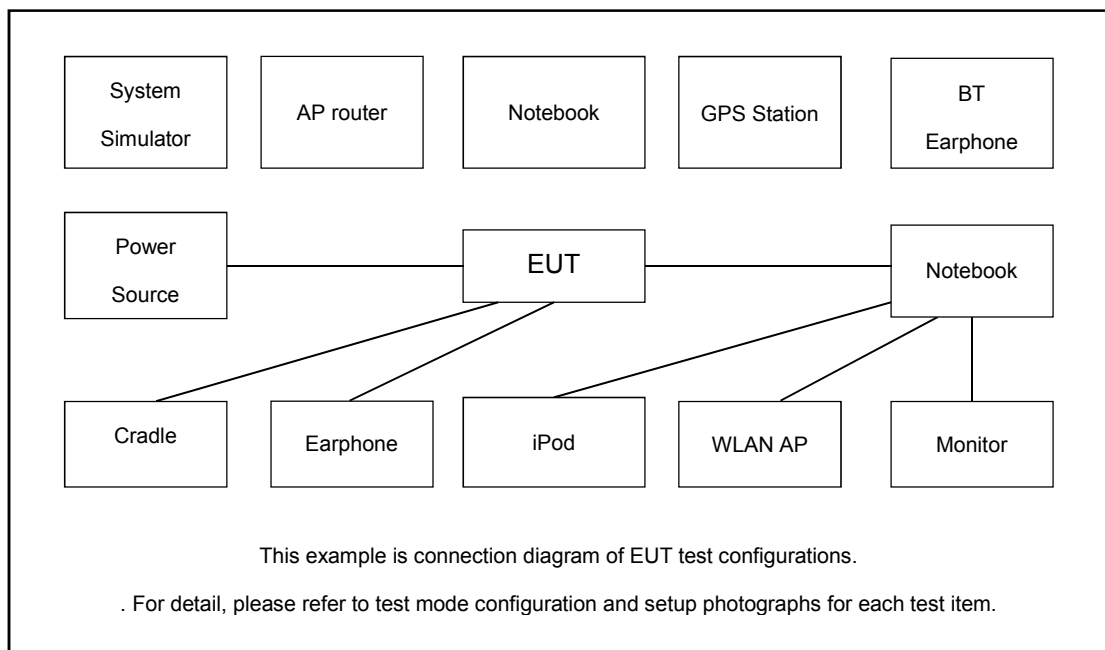 System
Simulator
AP router
Notebook
GPS Station
BT
Earphone
Power
Source
EUT
Notebook
Cradle
Earphone
iPod
WLAN AP
Monitor
This example is connection diagram of EUT test configurations.
. For detail, please refer to test mode configuration and setup photographs for each test item.